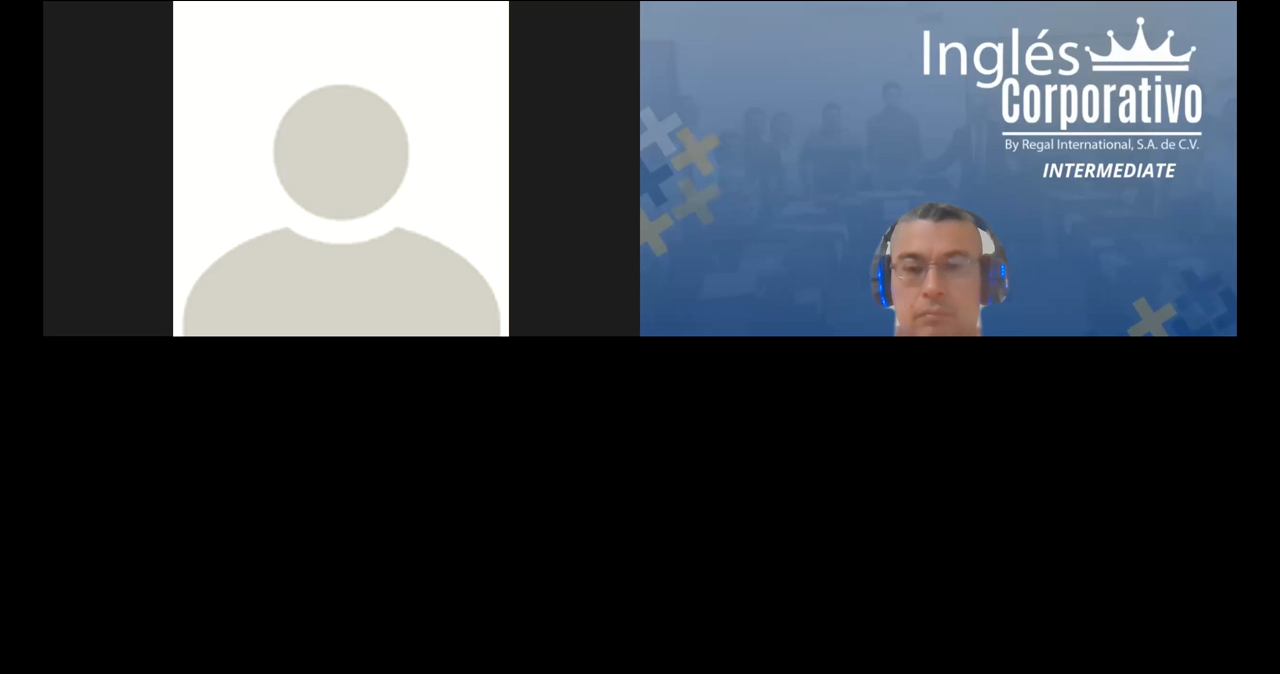 Inglés
Corporativo
By Regal International, S.A. de C.V.
INTERMEDIATE